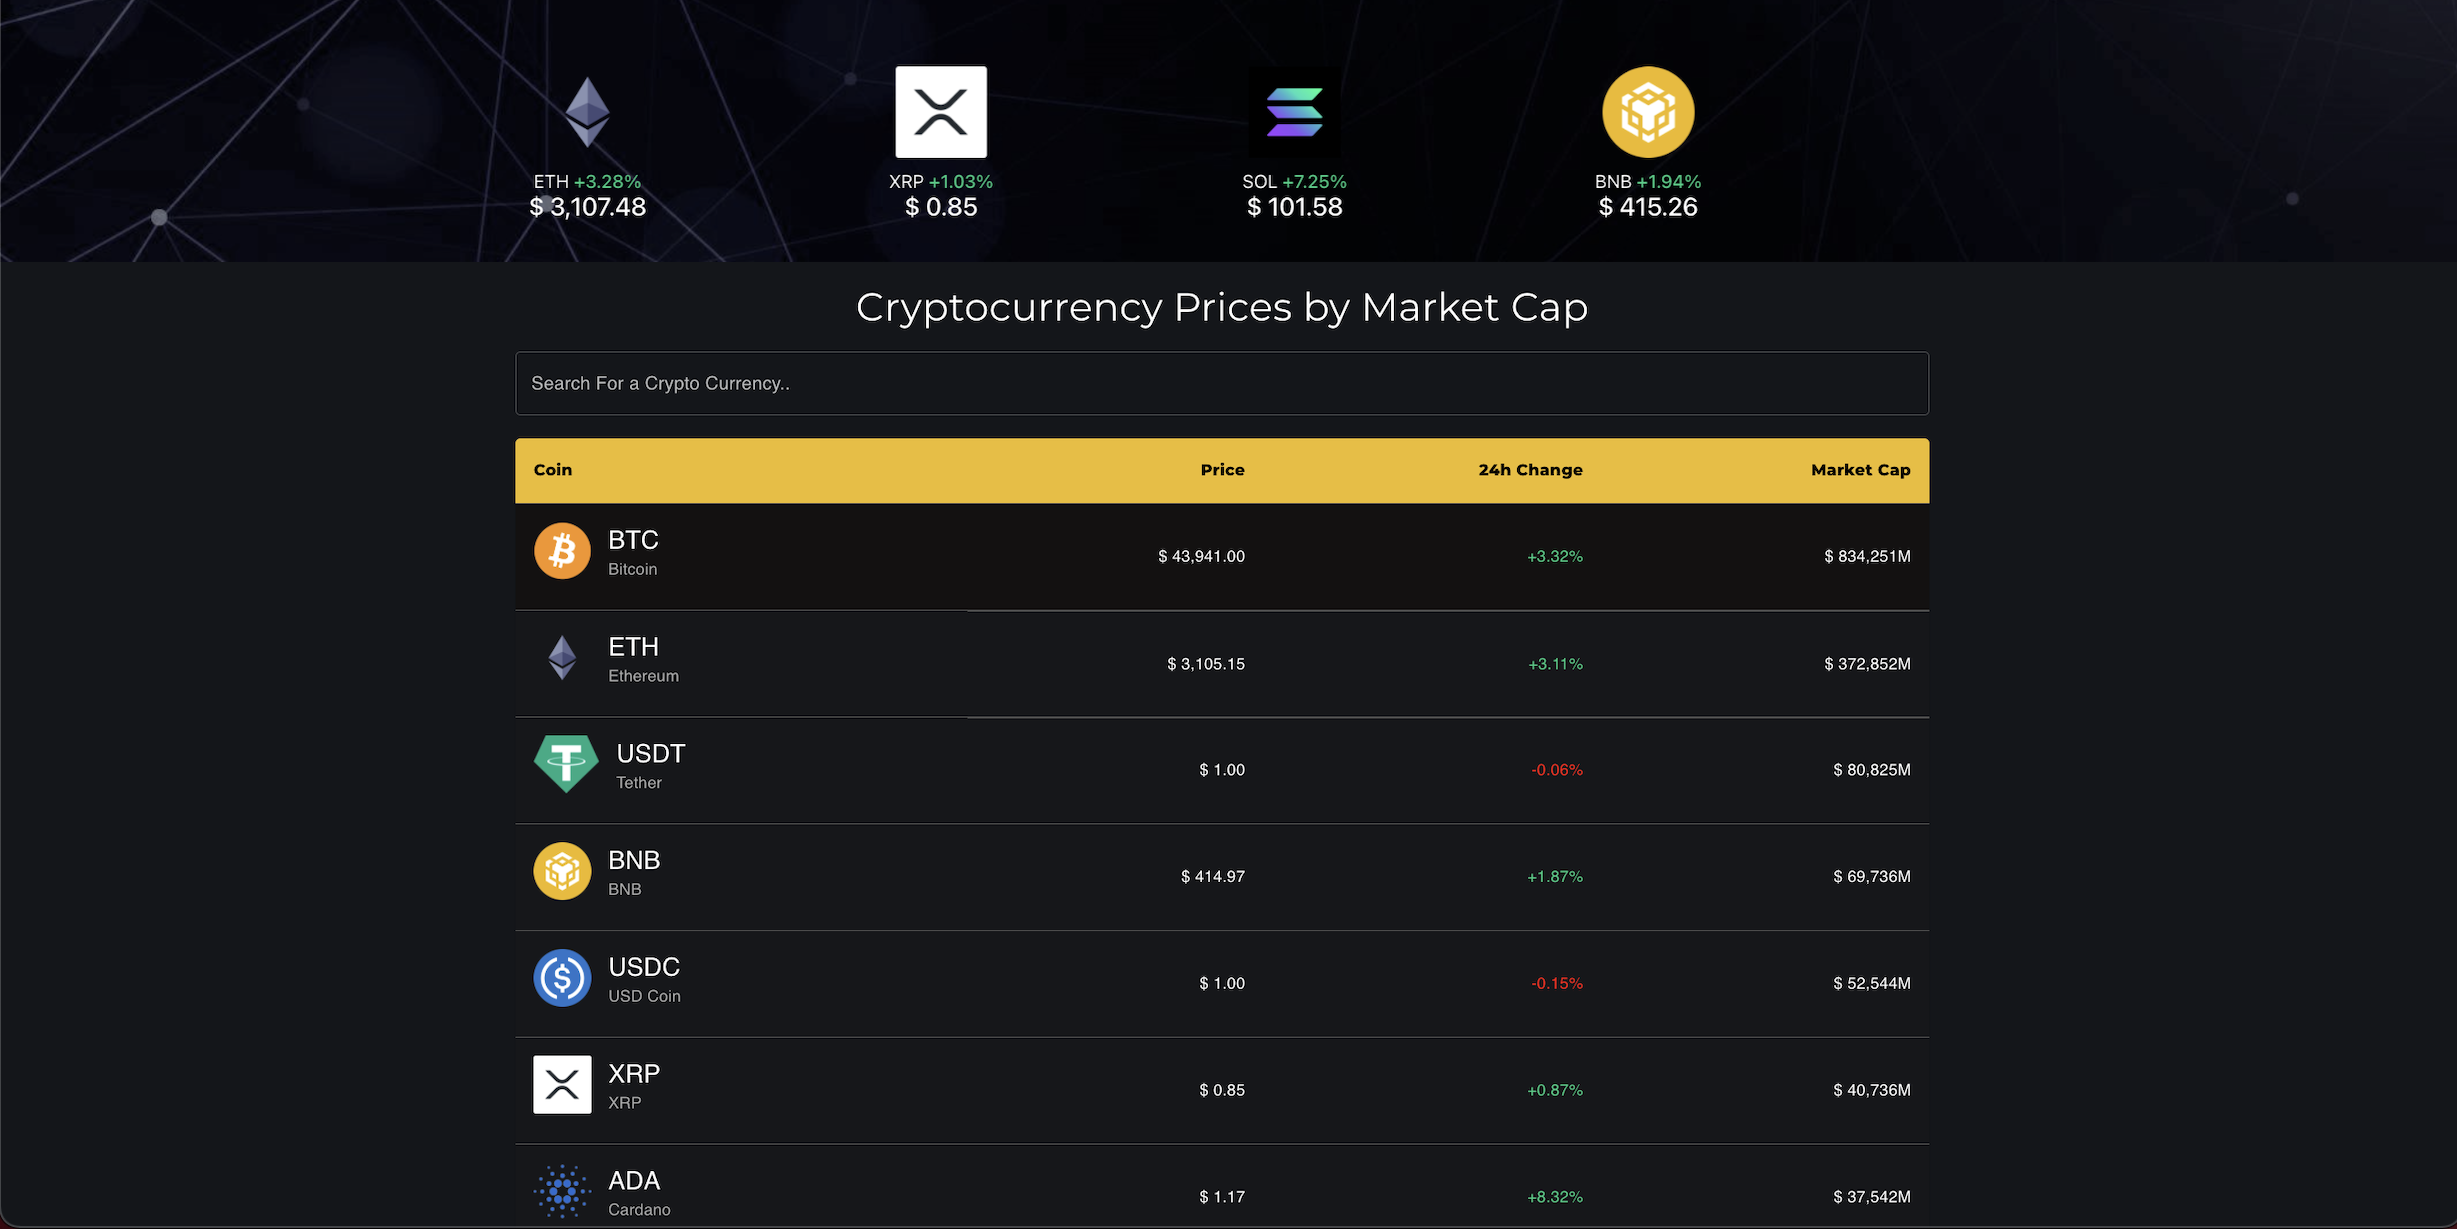 ETH +3.28%
$ 3,107.48
XRP +1.03%
$ 0.85
SOL +7.25%
$ 101.58
BNB +1.94%
$ 415.26
Cryptocurrency Prices by Market Cap
Search For a Crypto Currency..
Coin Price 24h Change Market Cap
BTC
Bitcoin
$ 43,941.00 +3.32% $ 834,251M
ETH
Ethereum
$ 3,105.15 +3.11% $ 372,852M
USDT
Tether
$ 1.00 -0.06% $ 80,825M
BNB
BNB
$ 414.97 +1.87% $ 69,736M
USDC
USD Coin
$ 1.00 -0.15% $ 52,544M
XRP
XRP
$ 0.85 +0.87% $ 40,736M
ADA
Cardano
$ 1.17 +8.32% $ 37,542M